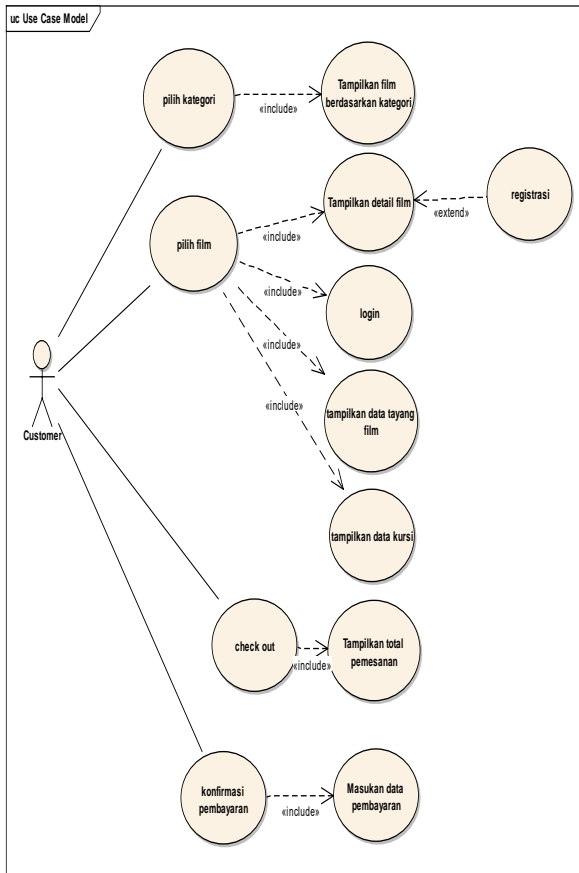 uc Use Case Model
pilih kategori
«include»
Tampilkan film
berdasarkan kategori
pilih film
«include»
Tampilkan detail film
«extend»
registrasi
«include»
login
«include»
tampilkan data tayang
film
«include»
tampilkan data kursi
Customer
check out
«include»
Tampilkan total
pemesanan
konfirmasi
pembayaran
«include»
Masukan data
pembayaran